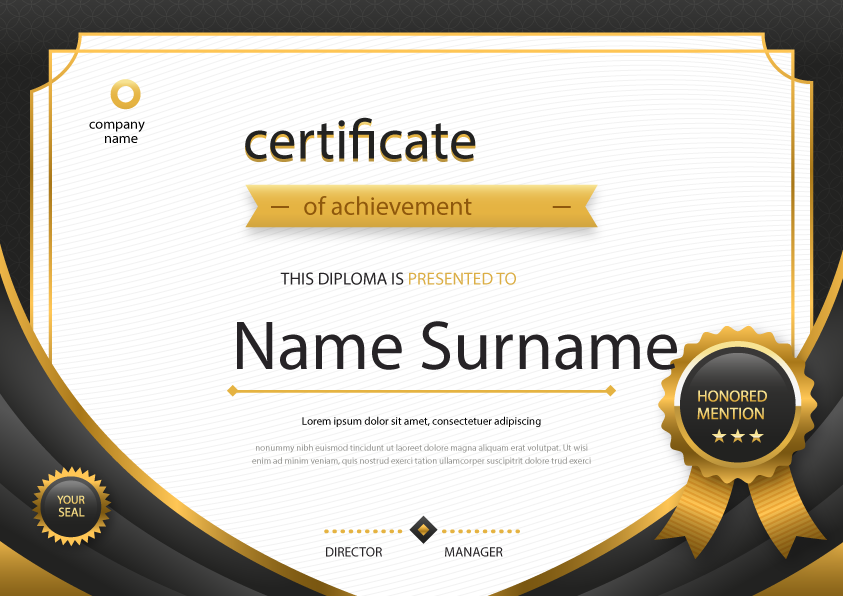 company
name
certificate
— of achievement —
THIS DIPLOMA IS PRESENTED TO
Name Surname
HONORED
MENTION
Lorem ipsum dolor sit amet, consectetuer adipiscing
nonummy nibh euismod tincidunt ut laoreet dolore magna aliquam erat volutpat. Ut wisi
enim ad minim veniam, quis nostrud exerci tation ullamcorper suscipitrit dolore trud exerci
YOUR
SEAL
DIRECTOR
MANAGER